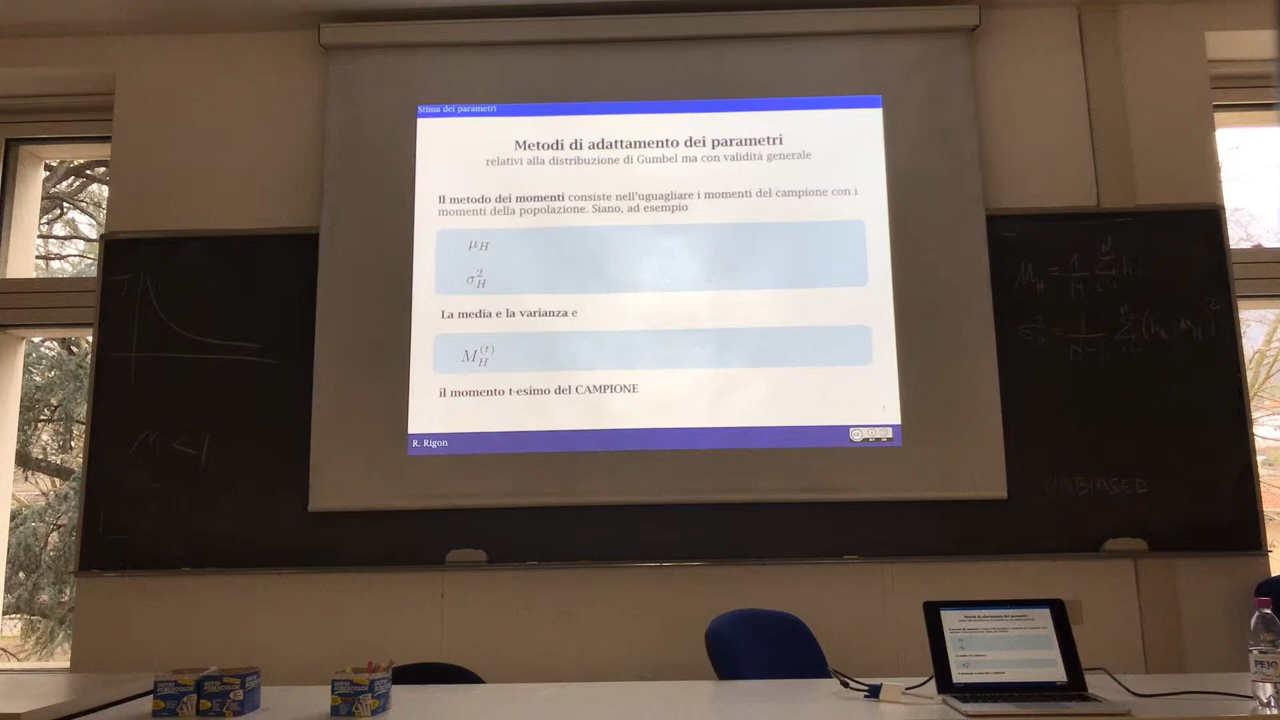 Stima dei parametri
Metodi di adattamento dei parametri
relativi alla distribuzione di Gumbel ma con validità generale
Il metodo dei momenti consiste nell'uguagliare i momenti del campione con i
momenti della popolazione. Siano, ad esempio
μ_H
σ²_H
La media e la varianza e
M_H^(t)
il momento t-esimo del CAMPIONE
R. Rigon
UNBIASED
PEJO